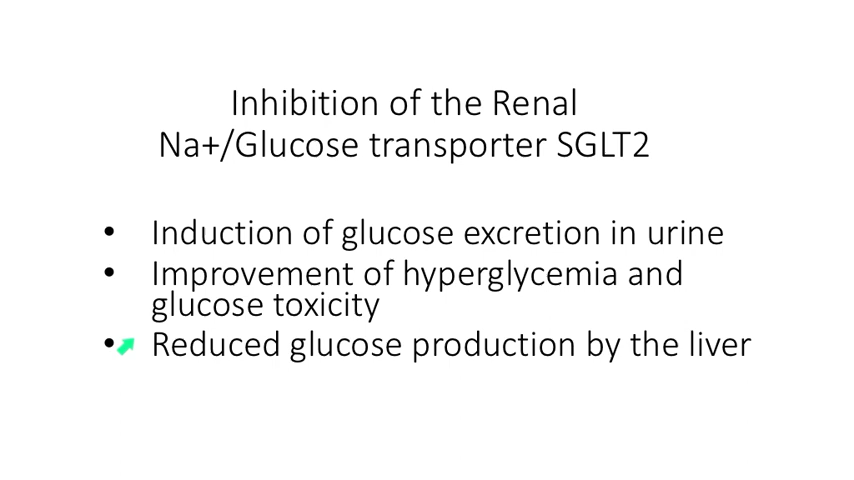 Inhibition of the Renal
Na+/Glucose transporter SGLT2
• Induction of glucose excretion in urine
• Improvement of hyperglycemia and
glucose toxicity
• Reduced glucose production by the liver